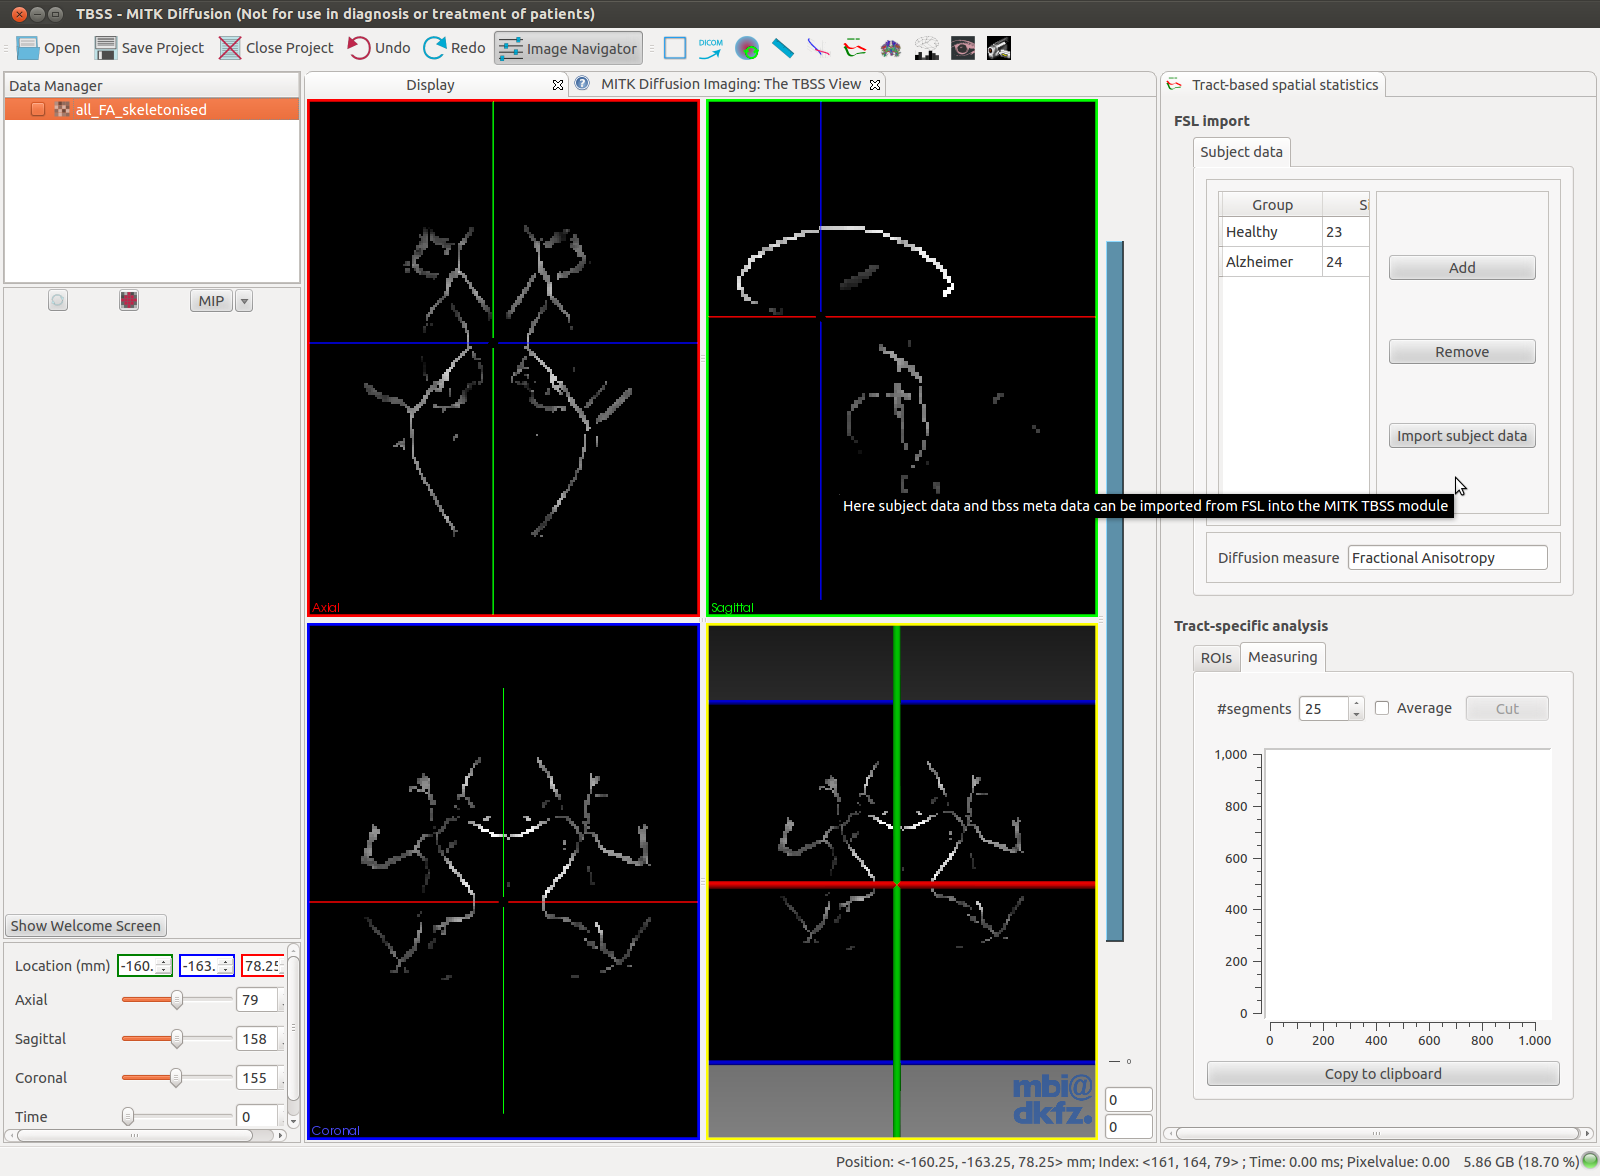 TBSS - MITK Diffusion (Not for use in diagnosis or treatment of patients)
Open Save Project Close Project Undo Redo Image Navigator DICOM
Data Manager
all_FA_skeletonised
MIP
Show Welcome Screen
Location (mm) -160. -163. 78.25
Axial 79
Sagittal 158
Coronal 155
Time 0
Display MITK Diffusion Imaging: The TBSS View
Axial
Sagittal
Coronal
mbi@
dkfz.
0
0
0
Tract-based spatial statistics
FSL import
Subject data
Group
Healthy 23
Alzheimer 24
Add
Remove
Import subject data
Here subject data and tbss meta data can be imported from FSL into the MITK TBSS module
Diffusion measure Fractional Anisotropy
Tract-specific analysis
ROIs Measuring
#segments 25 Average Cut
1,000
800
600
400
200
0
0 200 400 600 800 1.000
Copy to clipboard
Position: <-160.25, -163.25, 78.25> mm; Index: <161, 164, 79> ; Time: 0.00 ms; Pixelvalue: 0.00 5.86 GB (18.70 %)